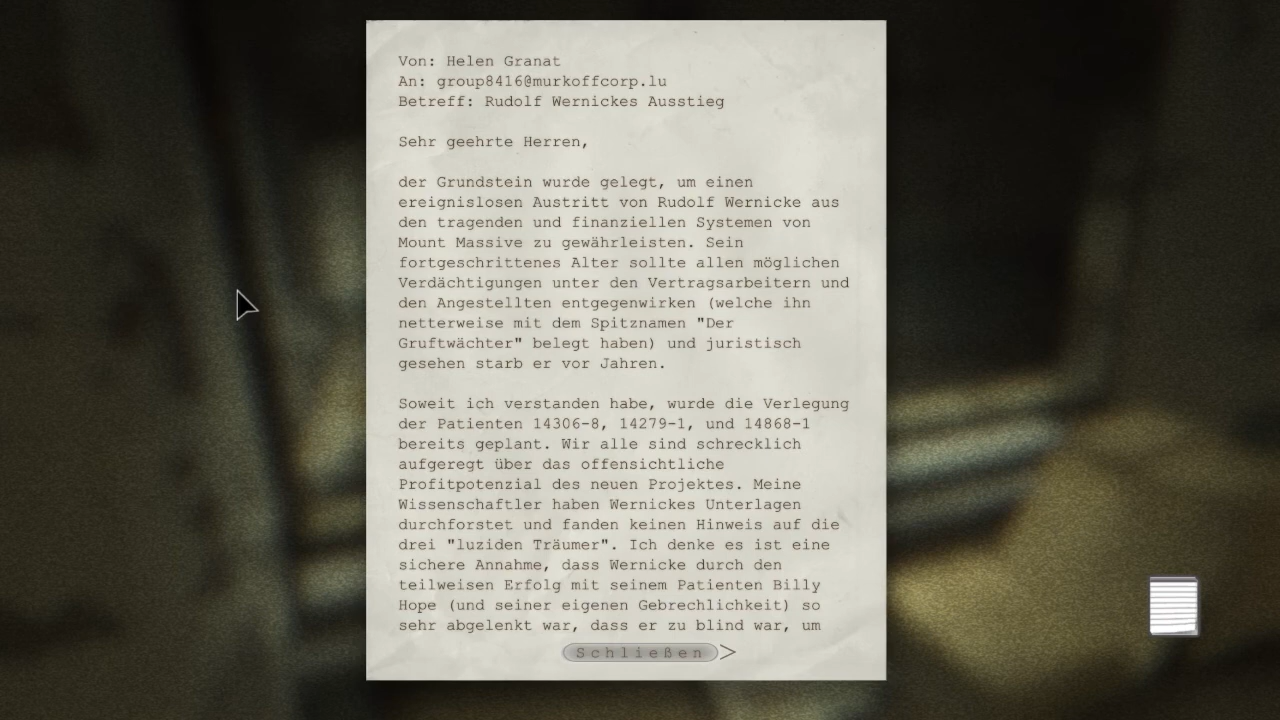 Von: Helen Granat
An: group8416@murkoffcorp.lu
Betreff: Rudolf Wernickes Ausstieg
Sehr geehrte Herren,
der Grundstein wurde gelegt, um einen
ereignislosen Austritt von Rudolf Wernicke aus
den tragenden und finanziellen Systemen von
Mount Massive zu gewährleisten. Sein
fortgeschrittenes Alter sollte allen möglichen
Verdächtigungen unter den Vertragsarbeitern und
den Angestellten entgegenwirken (welche ihn
netterweise mit dem Spitznamen "Der
Gruftwächter" belegt haben) und juristisch
gesehen starb er vor Jahren.
Soweit ich verstanden habe, wurde die Verlegung
der Patienten 14306-8, 14279-1, und 14868-1
bereits geplant. Wir alle sind schrecklich
aufgeregt über das offensichtliche
Profitpotenzial des neuen Projektes. Meine
Wissenschaftler haben Wernickes Unterlagen
durchforstet und fanden keinen Hinweis auf die
drei "luziden Träumer". Ich denke es ist eine
sichere Annahme, dass Wernicke durch den
teilweisen Erfolg mit seinem Patienten Billy
Hope (und seiner eigenen Gebrechlichkeit) so
sehr abgelenkt war, dass er zu blind war, um
Schließen >